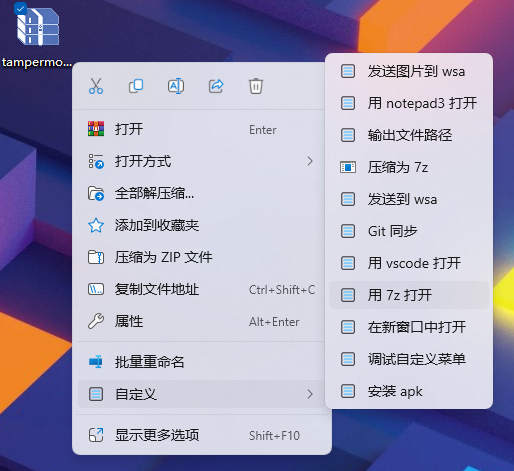 tampermo...
打开 Enter
打开方式
全部解压缩...
添加到收藏夹
压缩为 ZIP 文件
复制文件地址 Ctrl+Shift+C
属性 Alt+Enter
批量重命名
自定义
显示更多选项 Shift+F10
发送图片到 wsa
用 notepad3 打开
输出文件路径
压缩为 7z
发送到 wsa
Git 同步
用 vscode 打开
用 7z 打开
在新窗口中打开
调试自定义菜单
安装 apk